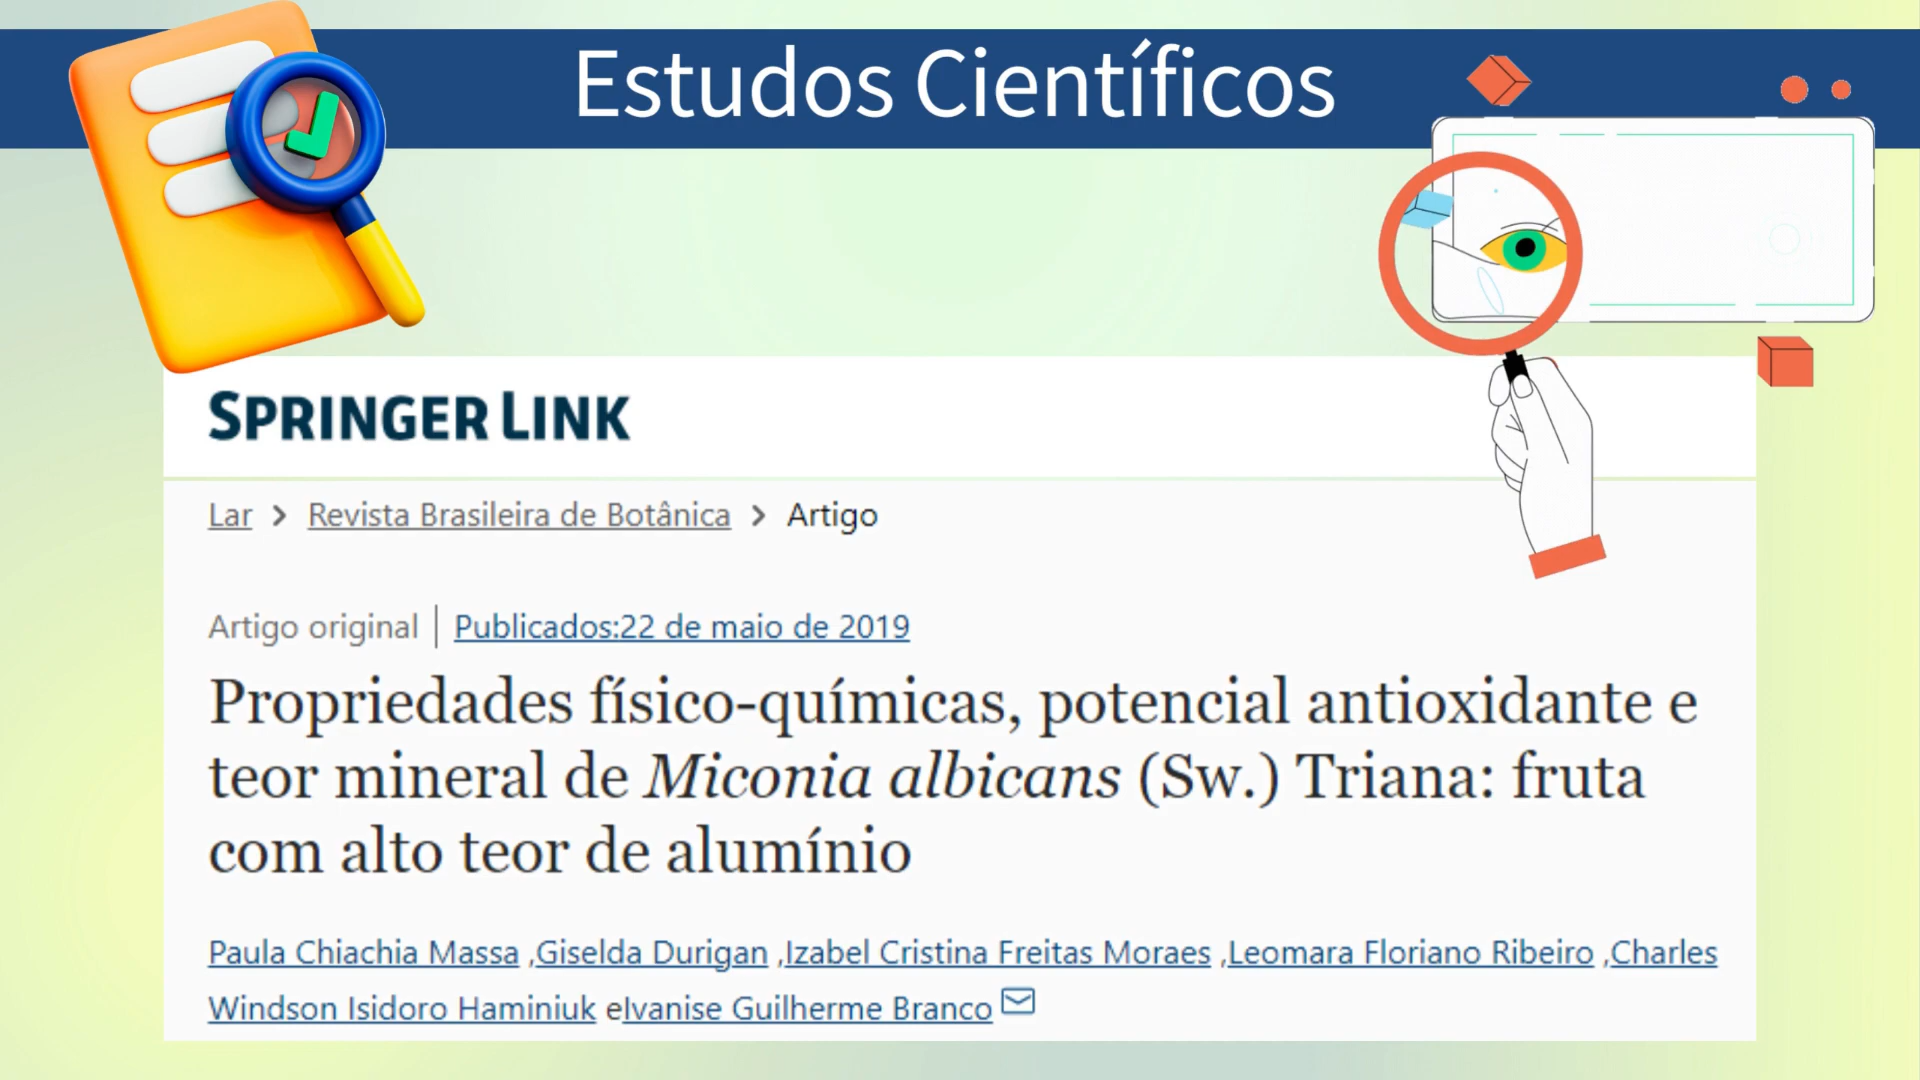 Estudos Científicos
SPRINGER LINK
Lar > Revista Brasileira de Botânica > Artigo
Artigo original | Publicados:22 de maio de 2019
Propriedades físico-químicas, potencial antioxidante e
teor mineral de Miconia albicans (Sw.) Triana: fruta
com alto teor de alumínio
Paula Chiachia Massa ,Giselda Durigan ,Izabel Cristina Freitas Moraes ,Leomara Floriano Ribeiro ,Charles
Windson Isidoro Haminiuk eIvanise Guilherme Branco